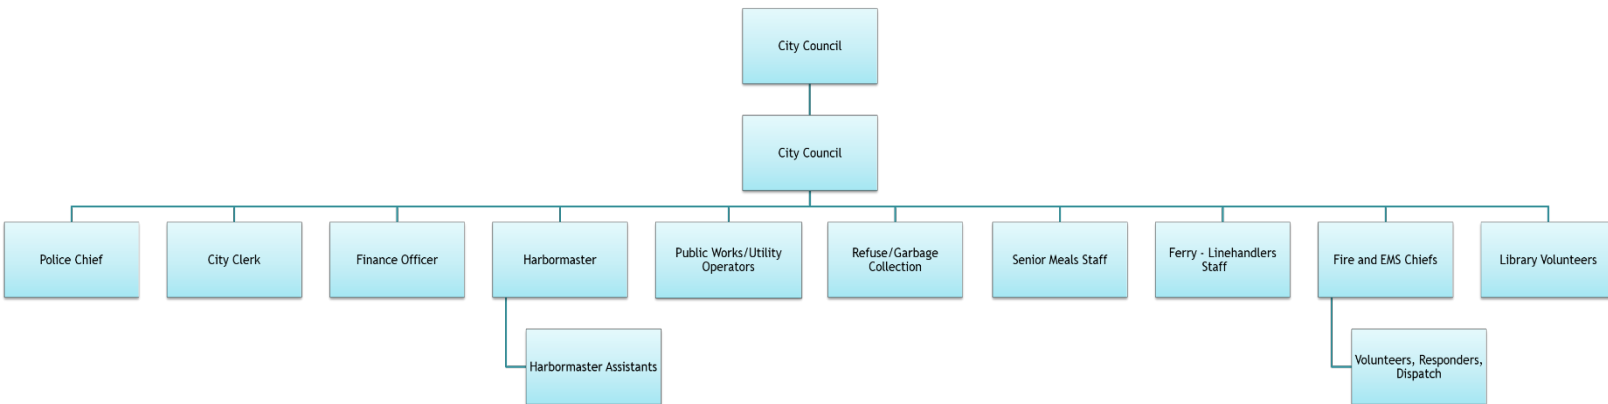 City Council
City Council
Police Chief
City Clerk
Finance Officer
Harbormaster
Public Works/Utility
Operators
Refuse/Garbage
Collection
Senior Meals Staff
Ferry - Linehandlers
Staff
Fire and EMS Chiefs
Library Volunteers
Harbormaster Assistants
Volunteers, Responders,
Dispatch